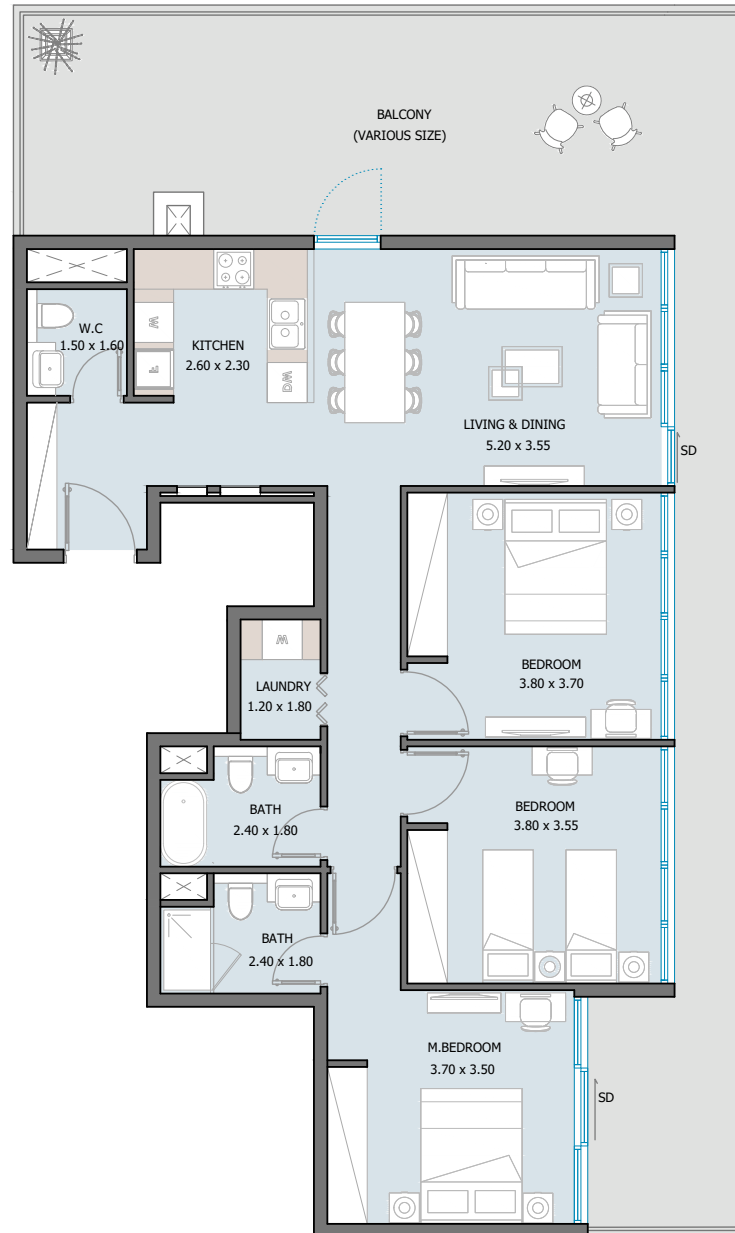 BALCONY
(VARIOUS SIZE)
W.C
1.50 x 1.60
W
F
KITCHEN
2.60 x 2.30
DW
LIVING & DINING
5.20 x 3.55
SD
W
LAUNDRY
1.20 x 1.80
BEDROOM
3.80 x 3.70
BATH
2.40 x 1.80
BEDROOM
3.80 x 3.55
BATH
2.40 x 1.80
M.BEDROOM
3.70 x 3.50
SD